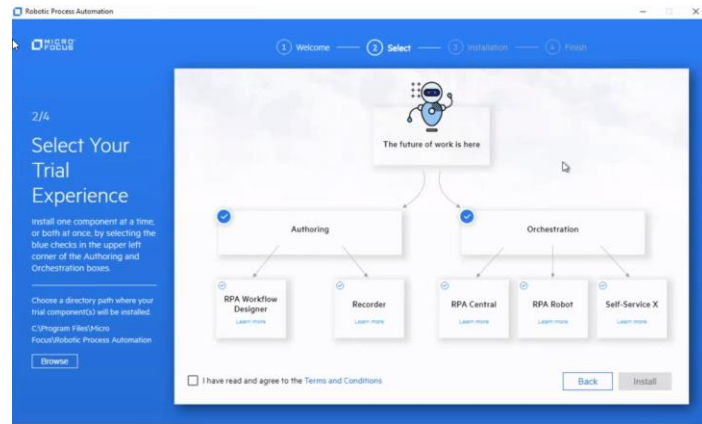 Robotic Process Automation
MICRO
FOCUS
1 Welcome
2 Select
3 Installation
4 Finish
2/4
Select Your
Trial
Experience
Install one component at a time,
or both at once, by selecting the
blue checks in the upper left
corner of the Authoring and
Orchestration boxes.
Choose a directory path where your
trial component(s) will be installed.
C:\Program Files\Micro
Focus\Robotic Process Automation
Browse
The future of work is here
Authoring
Orchestration
RPA Workflow
Designer
Learn more
Recorder
Learn more
RPA Central
Learn more
RPA Robot
Learn more
Self-Service X
Learn more
I have read and agree to the Terms and Conditions
Back
Install